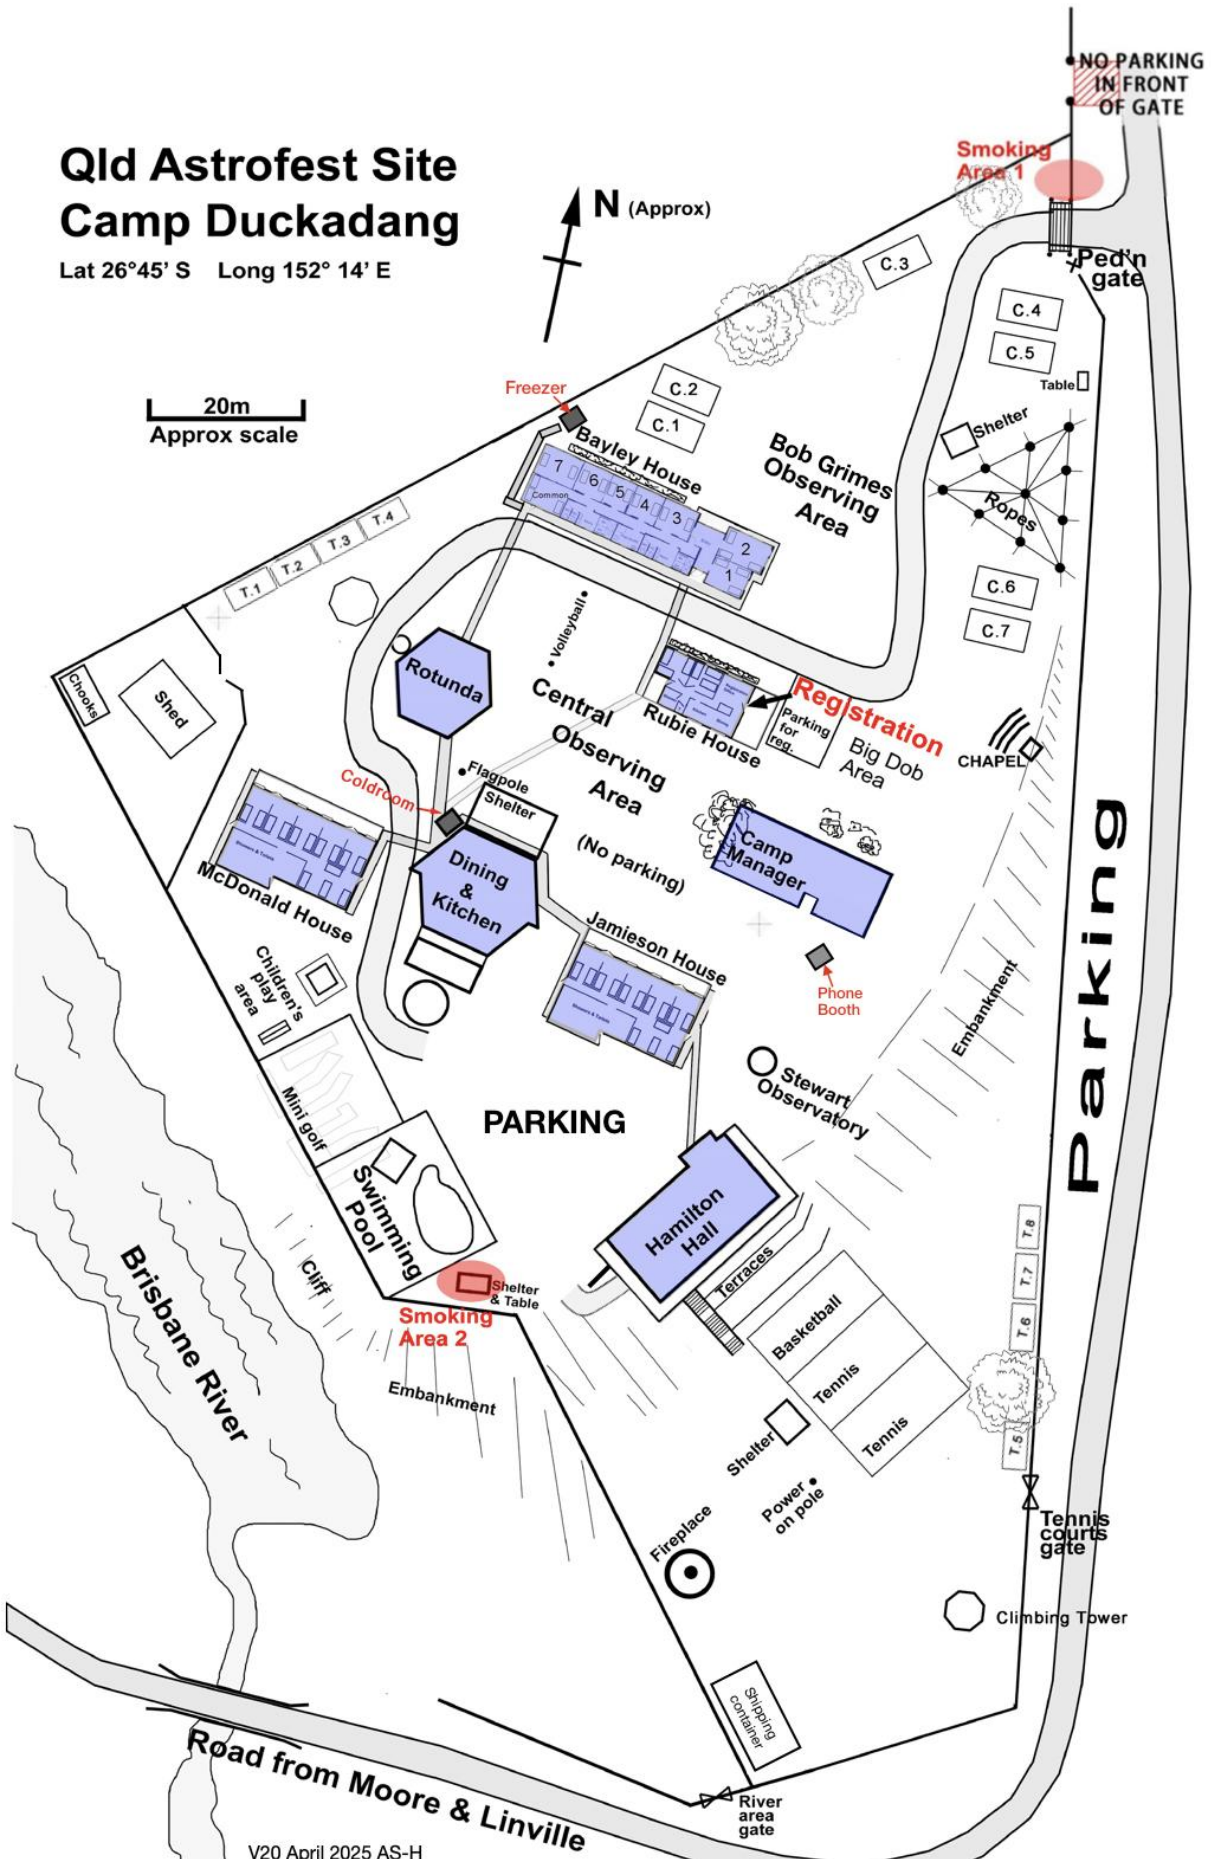 NO PARKING
IN FRONT
OF GATE
Smoking
Area 1
Qld Astrofest Site
Camp Duckadang
Lat 26°45’ S Long 152° 14’ E
N (Approx)
Ped'n
gate
C.3
C.4
C.5
Table
20m
Approx scale
Freezer
C.2
C.1
Shelter
Bayley House
Bob Grimes
Observing
Area
7
6
5
4
3
2
1
Common
Ropes
T.4
T.3
T.2
T.1
C.6
C.7
Volleyball
Chooks
Shed
Rotunda
Central
Observing
Area
(No parking)
Rubie House
Registration
Parking
for
reg.
Big Dob
Area
CHAPEL
Coldroom
Flagpole
Shelter
Dining
&
Kitchen
Camp
Manager
McDonald House
Showers & Toilets
Jamieson House
Showers & Toilets
Children's
play
area
Phone
Booth
Embankment
Parking
Stewart
Observatory
Mini golf
PARKING
Swimming
Pool
Hamilton
Hall
Terraces
Cliff
Shelter
& Table
Smoking
Area 2
Brisbane River
Embankment
Basketball
Tennis
Tennis
T.8
T.7
T.6
T.5
Shelter
Power
on pole
Fireplace
Tennis
courts
gate
Climbing Tower
Shipping
container
Road from Moore & Linville
River
area
gate
V20 April 2025 AS-H